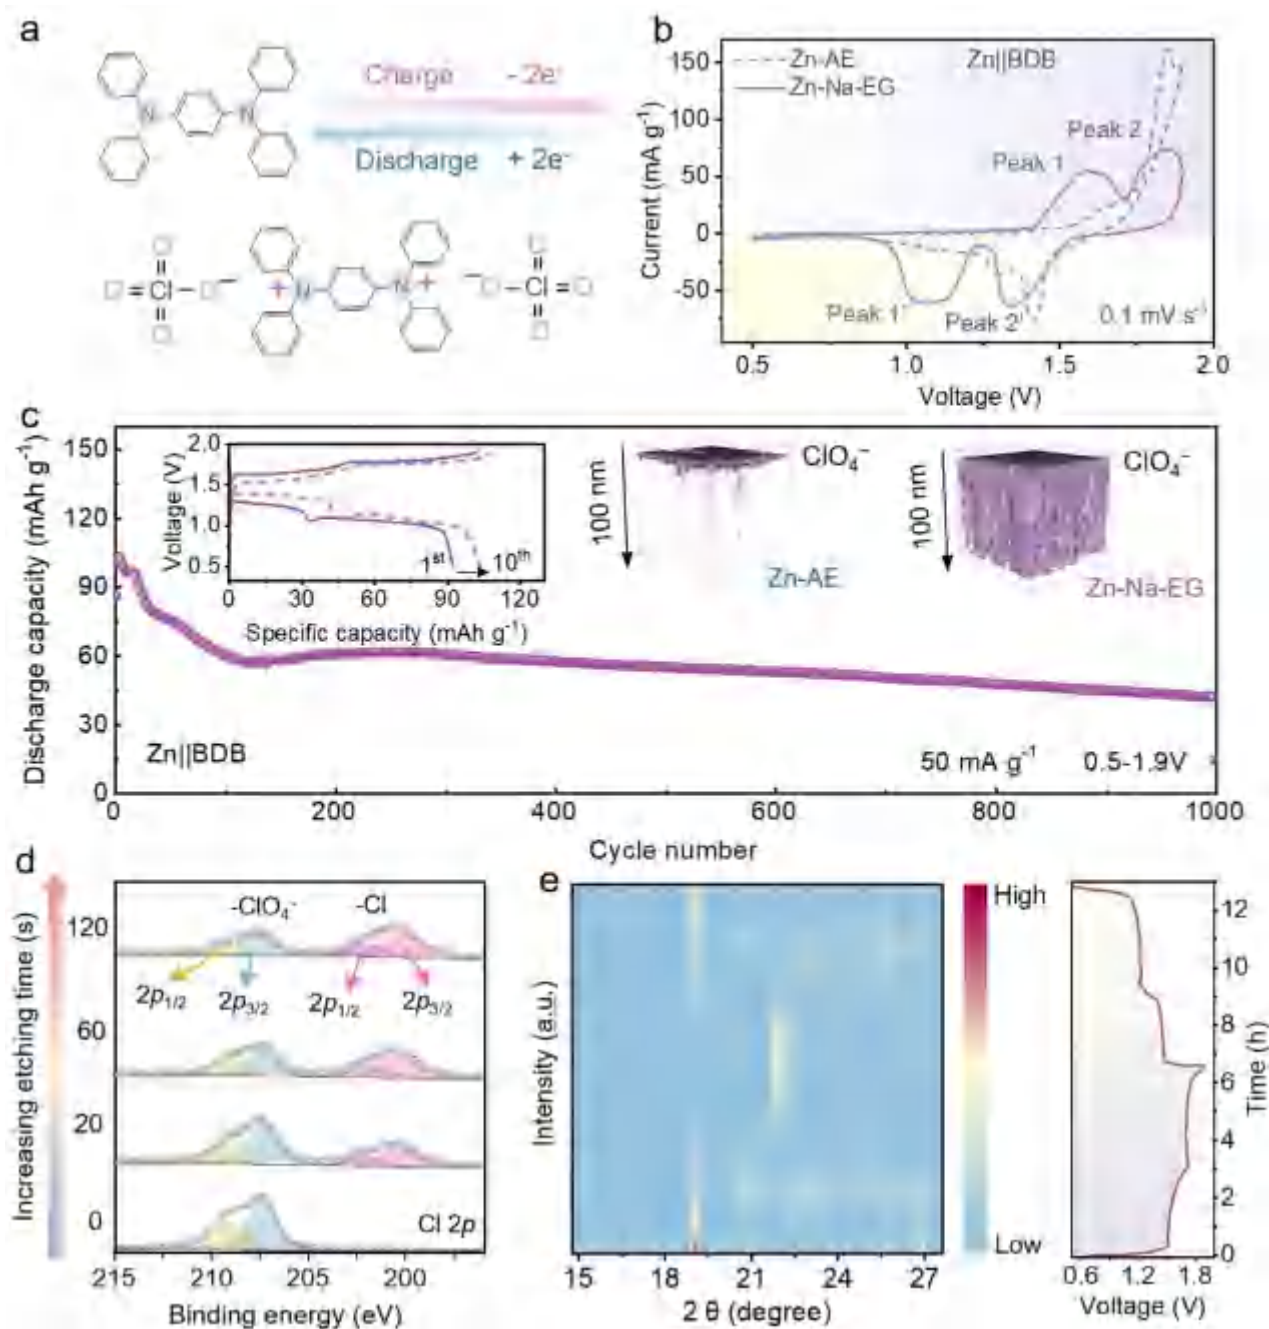 a
N
N
Charge - 2e⁻
Discharge + 2e⁻
Cl
+
N
N
+
Cl
b
Zn-AE
Zn-Na-EG
Zn||BDB
Peak 1
Peak 2
Peak 1'
Peak 2'
0.1 mV s⁻¹
Current (mA g⁻¹)
150
100
50
0
-50
0.5 1.0 1.5 2.0
Voltage (V)
c
Discharge capacity (mAh g⁻¹)
150
120
90
60
30
0
Voltage (V)
2.0
1.5
1.0
0.5
1ˢᵗ
10ᵗʰ
0 30 60 90 120
Specific capacity (mAh g⁻¹)
100 nm
ClO₄⁻
Zn-AE
100 nm
ClO₄⁻
Zn-Na-EG
Zn||BDB
50 mA g⁻¹ 0.5-1.9V
0 200 400 600 800 1000
Cycle number
d
Increasing etching time (s)
120
60
20
0
-ClO₄⁻
-Cl
2p₁/₂ 2p₃/₂ 2p₁/₂ 2p₃/₂
Cl 2p
215 210 205 200
Binding energy (eV)
e
Intensity (a.u.)
15 18 21 24 27
2 θ (degree)
High
Low
12
10
8
6
4
2
0
Time (h)
0.6 1.2 1.8
Voltage (V)